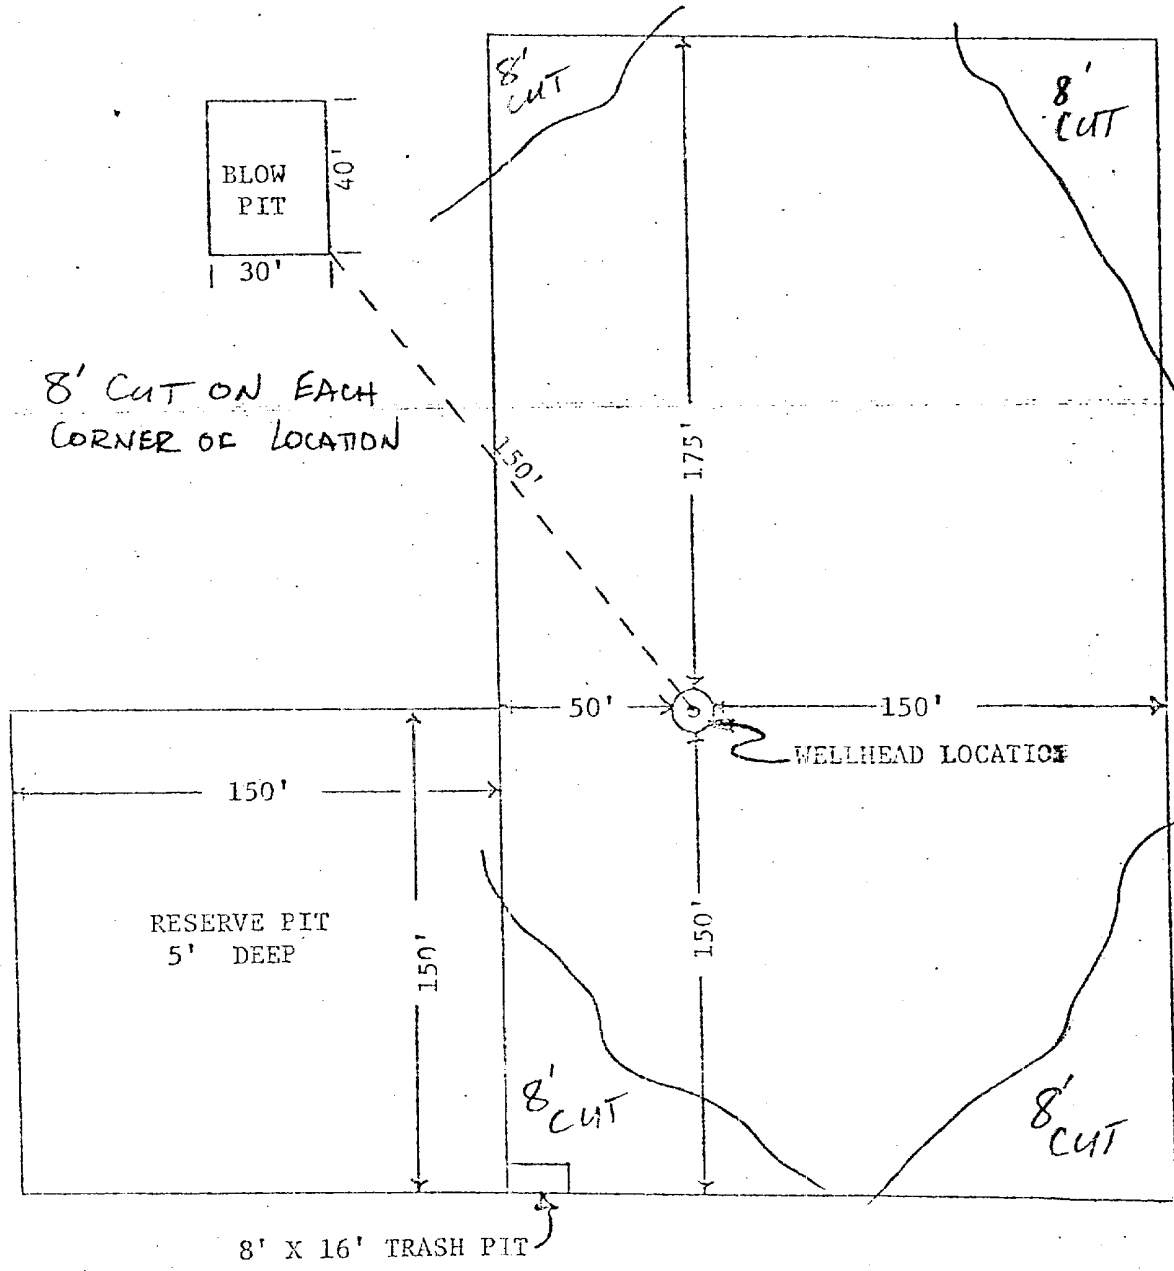 8'
CUT
8'
CUT
BLOW
PIT
40'
30'
8' CUT ON EACH
CORNER OF LOCATION
150'
175'
50'
150'
WELLHEAD LOCATION
150'
RESERVE PIT
5' DEEP
150'
150'
8'
CUT
8'
CUT
8' X 16' TRASH PIT